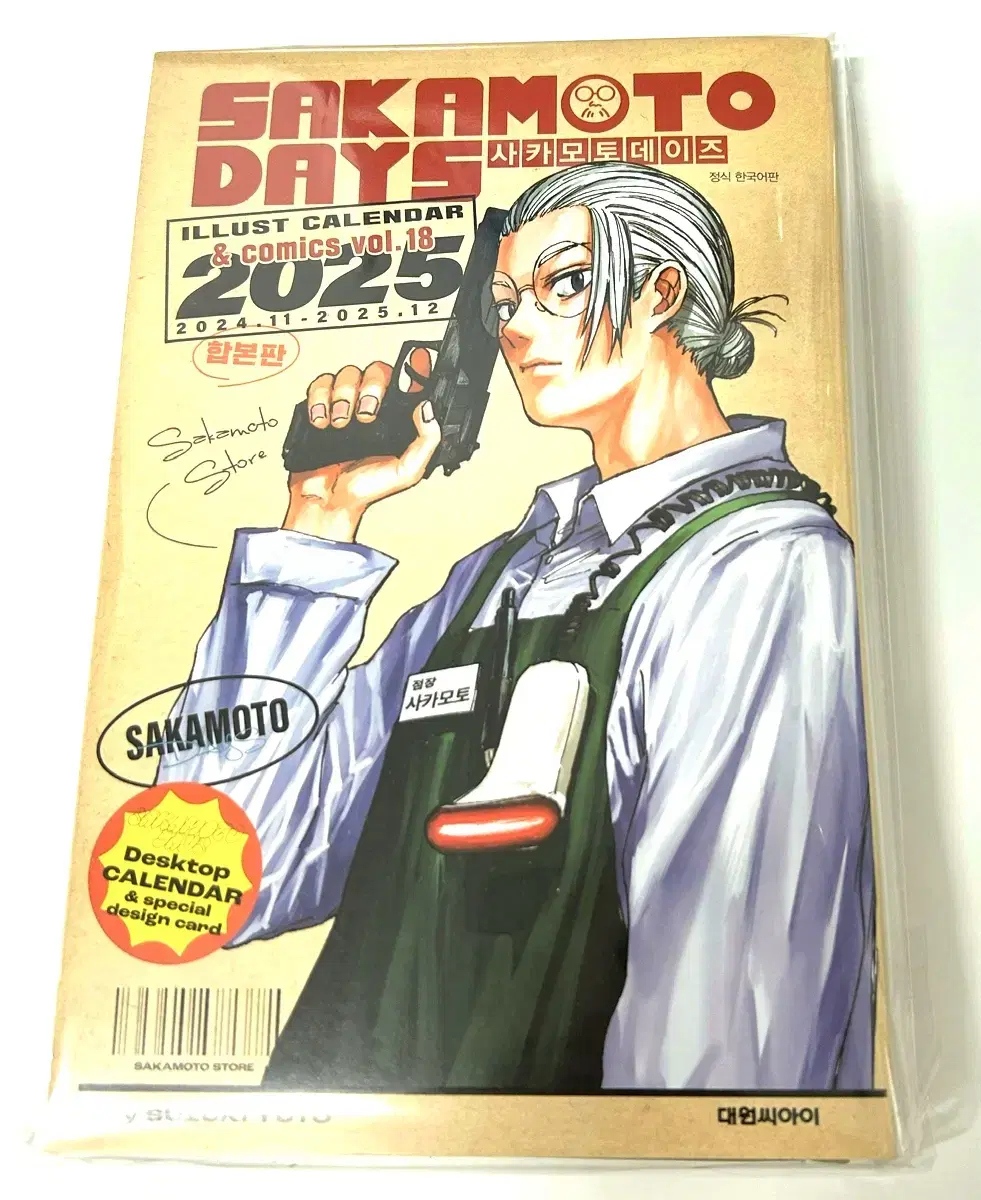 SAKAMOTO
DAYS 사카모토데이즈
정식 한국어판
ILLUST CALENDAR
& comics vol.18
2025
2024.11-2025.12
합본판
Sakamoto
Store
점장
사카모토
SAKAMOTO
Desktop
CALENDAR
& special
design card
SAKAMOTO STORE
대원씨아이